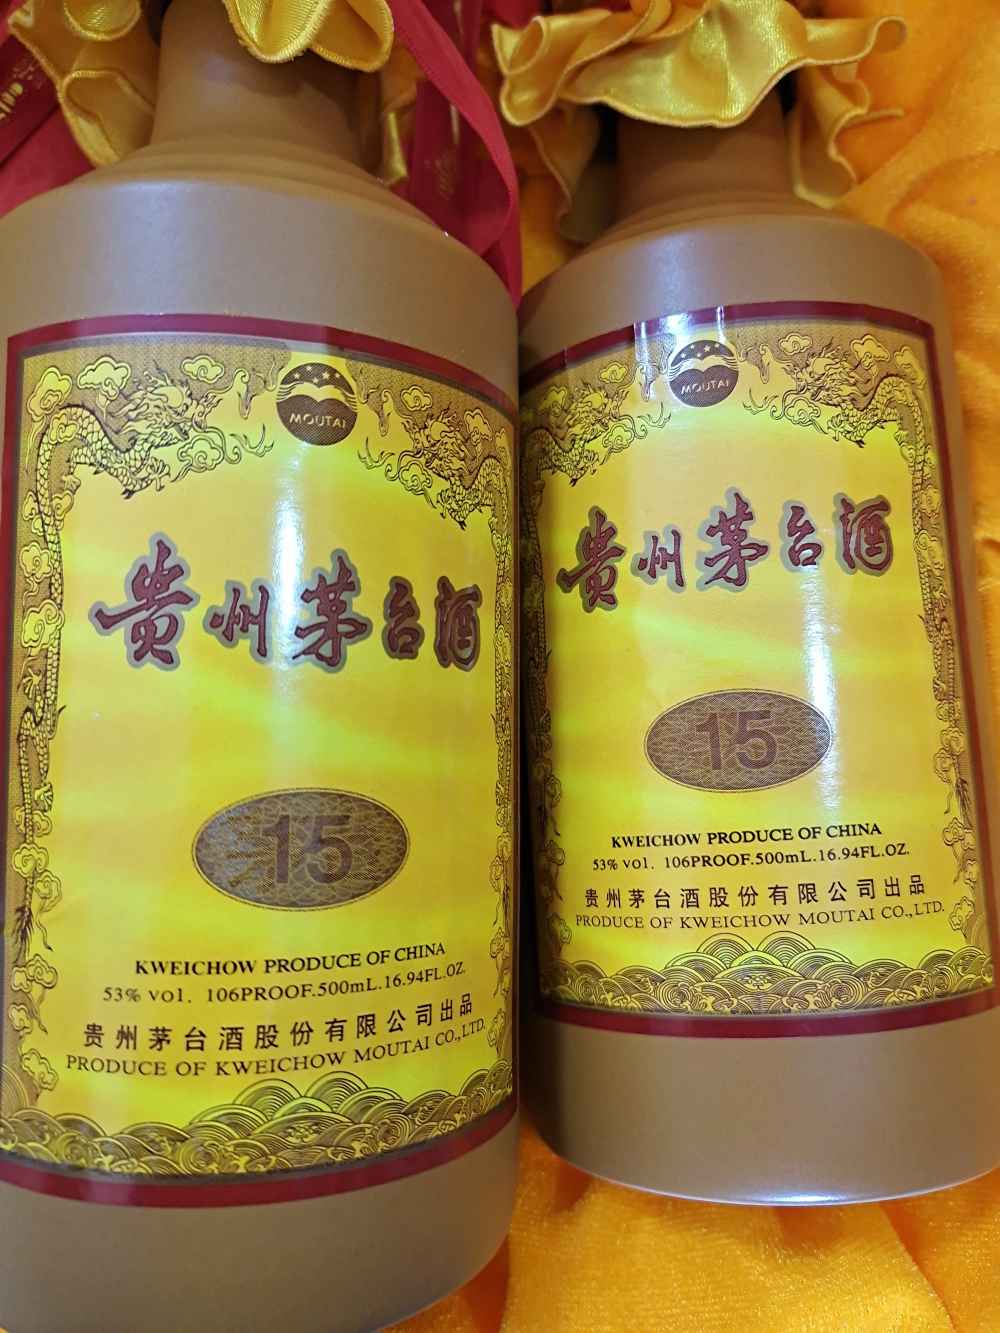 MOUTAI
贵州茅台酒
15
KWEICHOW PRODUCE OF CHINA
53% vol. 106PROOF.500mL.16.94FL.OZ.
贵州茅台酒股份有限公司出品
PRODUCE OF KWEICHOW MOUTAI CO.,LTD.
MOUTAI
贵州茅台酒
15
KWEICHOW PRODUCE OF CHINA
53% vol. 106PROOF.500mL.16.94FL.OZ.
贵州茅台酒股份有限公司出品
PRODUCE OF KWEICHOW MOUTAI CO.,LTD.